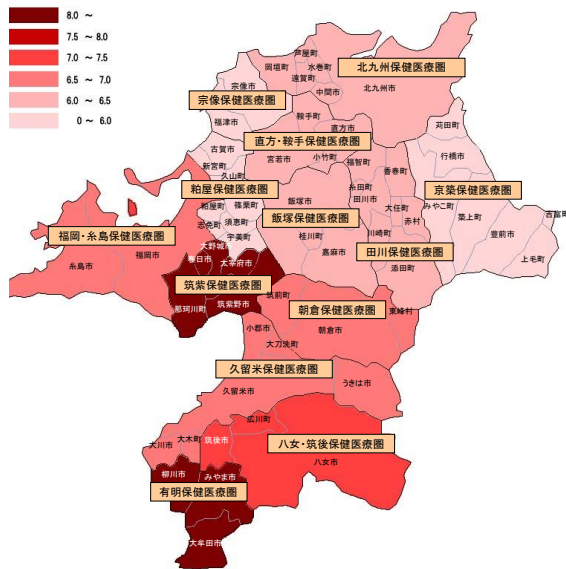 8.0 ～
7.5 ～ 8.0
7.0 ～ 7.5
6.5 ～ 7.0
6.0 ～ 6.5
0 ～ 6.0
芦屋町
岡垣町
水巻町
遠賀町
北九州保健医療圏
宗像市
中間市
北九州市
宗像保健医療圏
鞍手町
福津市
直方市
苅田町
直方・鞍手保健医療圏
古賀市
新宮町
宮若市
小竹町
福智町
香春町
行橋市
久山町
粕屋保健医療圏
糸田町
京築保健医療圏
粕屋町
篠栗町
飯塚市
田川市
大任町
みやこ町
吉富町
志免町
須恵町
飯塚保健医療圏
赤村
築上町
福岡・糸島保健医療圏
宇美町
川崎町
豊前市
大野城市
桂川町
嘉麻市
田川保健医療圏
上毛町
福岡市
春日市
太宰府市
添田町
糸島市
筑紫保健医療圏
筑前町
那珂川町
筑紫野市
朝倉保健医療圏
東峰村
小郡市
朝倉市
大刀洗町
久留米保健医療圏
うきは市
久留米市
広川町
大川市
大木町
筑後市
八女・筑後保健医療圏
八女市
柳川市
みやま市
有明保健医療圏
大牟田市